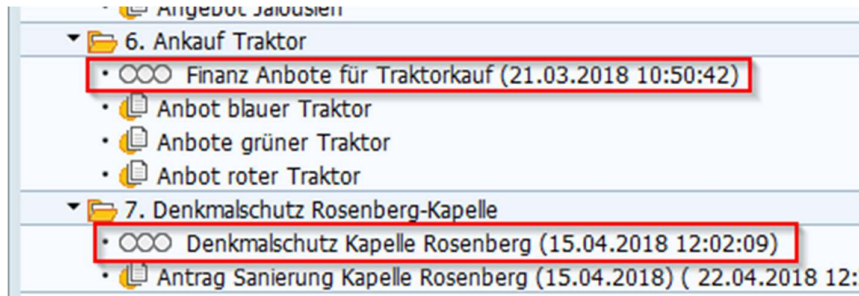 Angebot Jalousien
6. Ankauf Traktor
Finanz Anbote für Traktorkauf (21.03.2018 10:50:42)
Anbot blauer Traktor
Anbote grüner Traktor
Anbot roter Traktor
7. Denkmalschutz Rosenberg-Kapelle
Denkmalschutz Kapelle Rosenberg (15.04.2018 12:02:09)
Antrag Sanierung Kapelle Rosenberg (15.04.2018) ( 22.04.2018 12: